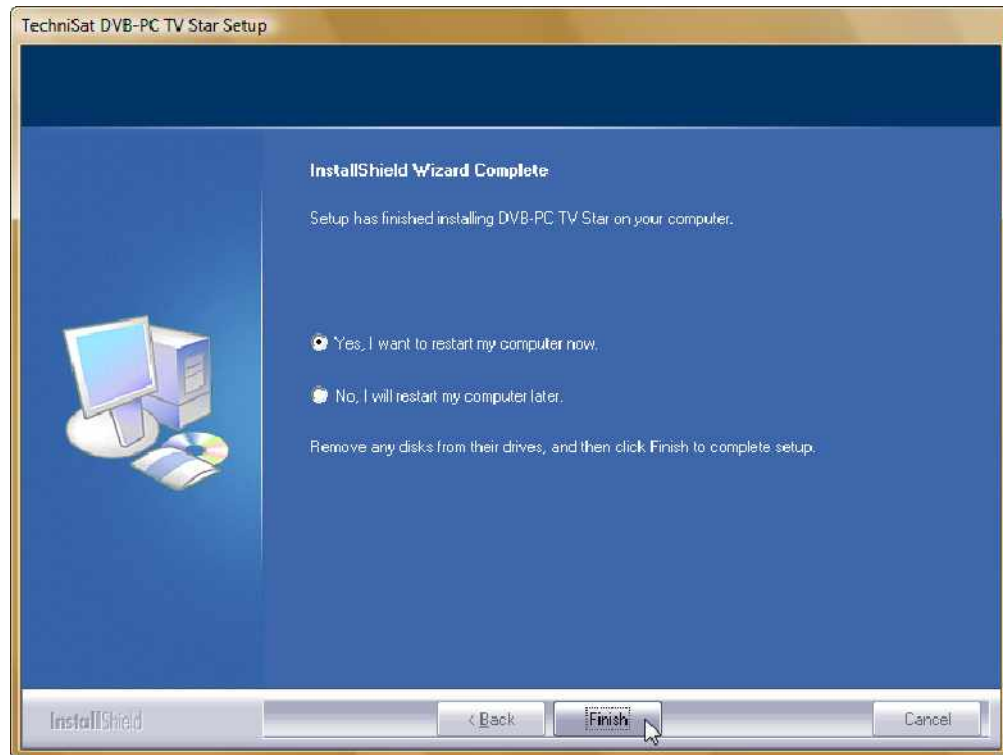 TechniSat DVB-PC TV Star Setup
InstallShield Wizard Complete
Setup has finished installing DVB-PC TV Star on your computer.
Yes, I want to restart my computer now.
No, I will restart my computer later.
Remove any disks from their drives, and then click Finish to complete setup.
InstallShield
< Back
Finish
Cancel